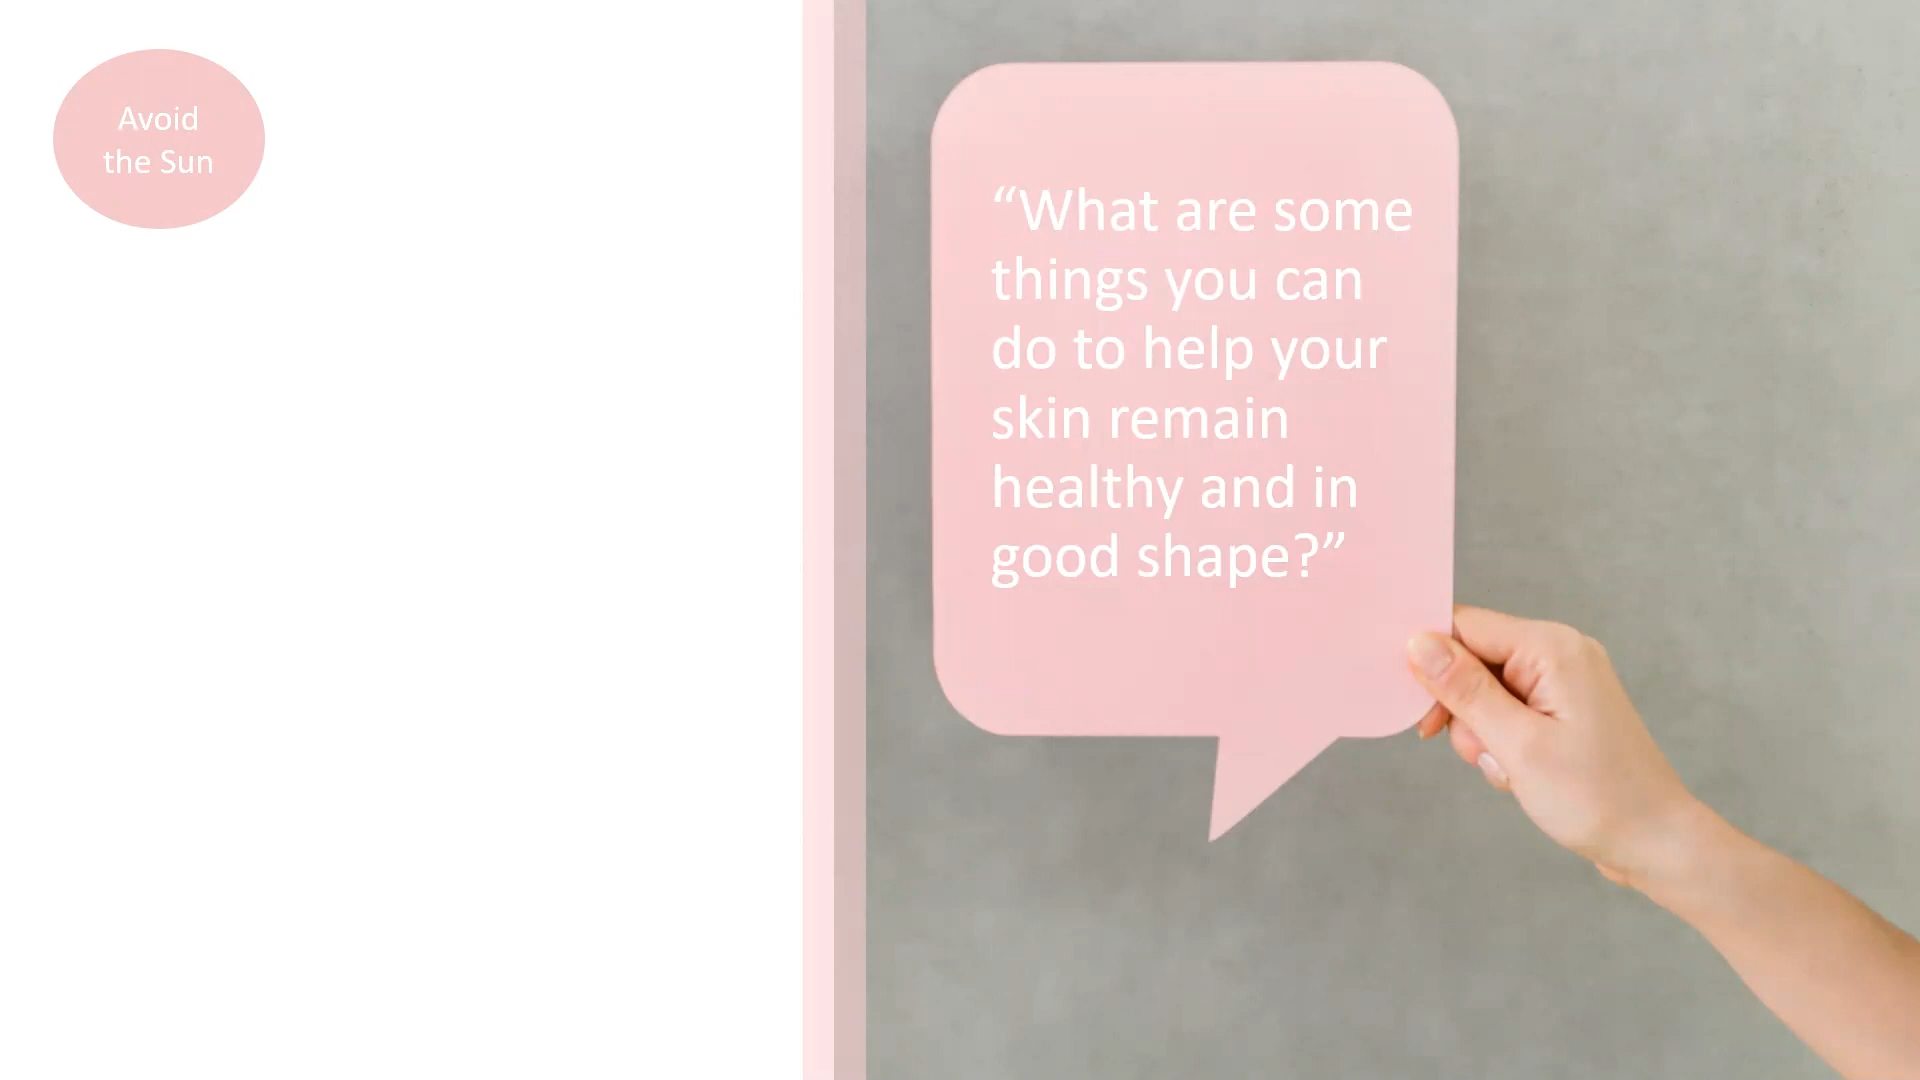 Avoid
the Sun
“What are some
things you can
do to help your
skin remain
healthy and in
good shape?”